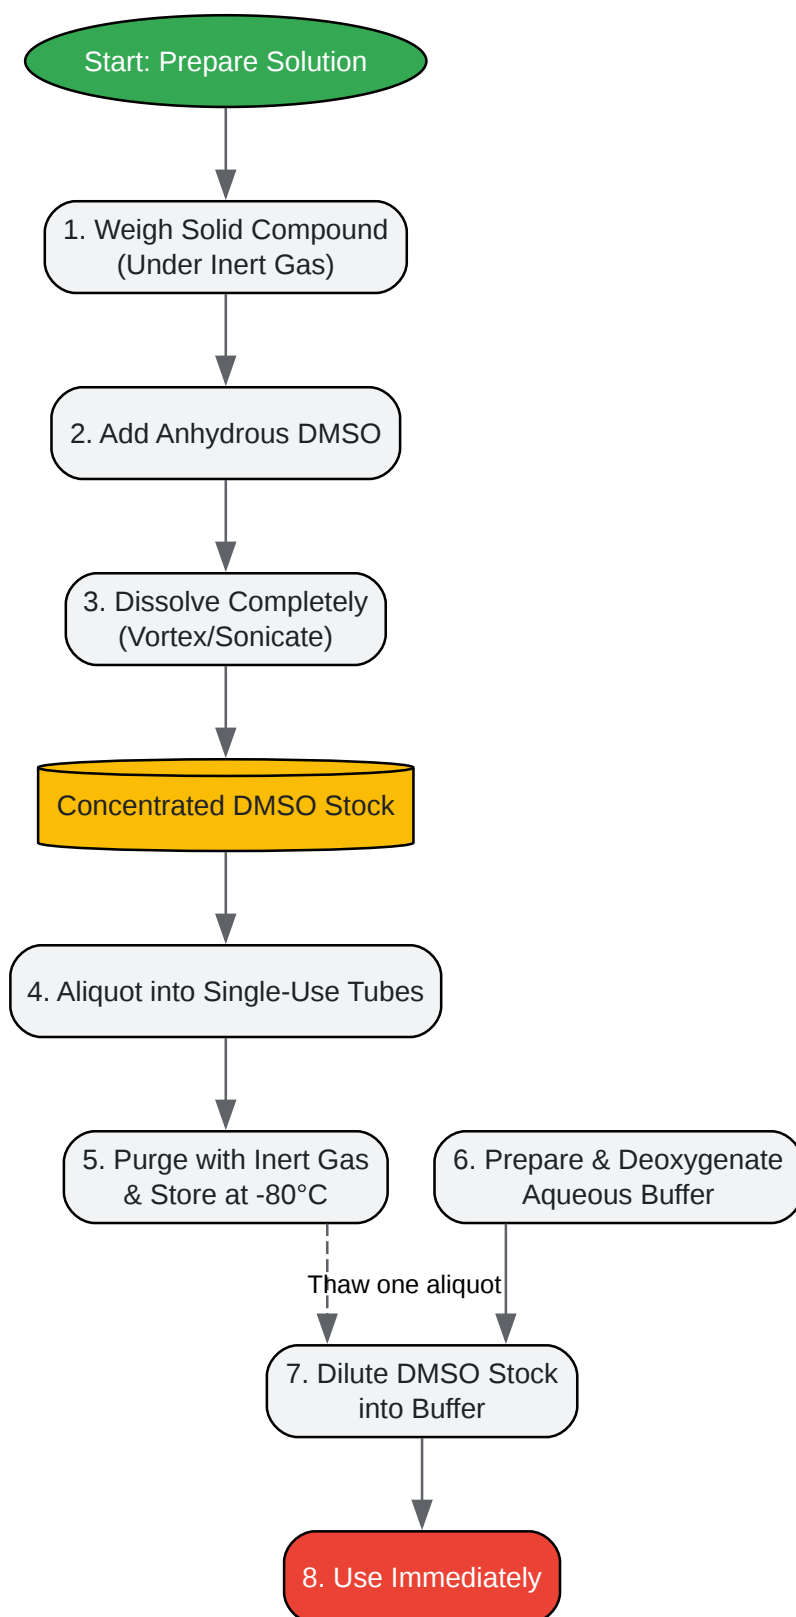 Start: Prepare Solution
1. Weigh Solid Compound
(Under Inert Gas)
2. Add Anhydrous DMSO
3. Dissolve Completely
(Vortex/Sonicate)
Concentrated DMSO Stock
4. Aliquot into Single-Use Tubes
5. Purge with Inert Gas
& Store at -80°C
6. Prepare & Deoxygenate
Aqueous Buffer
Thaw one aliquot
7. Dilute DMSO Stock
into Buffer
8. Use Immediately